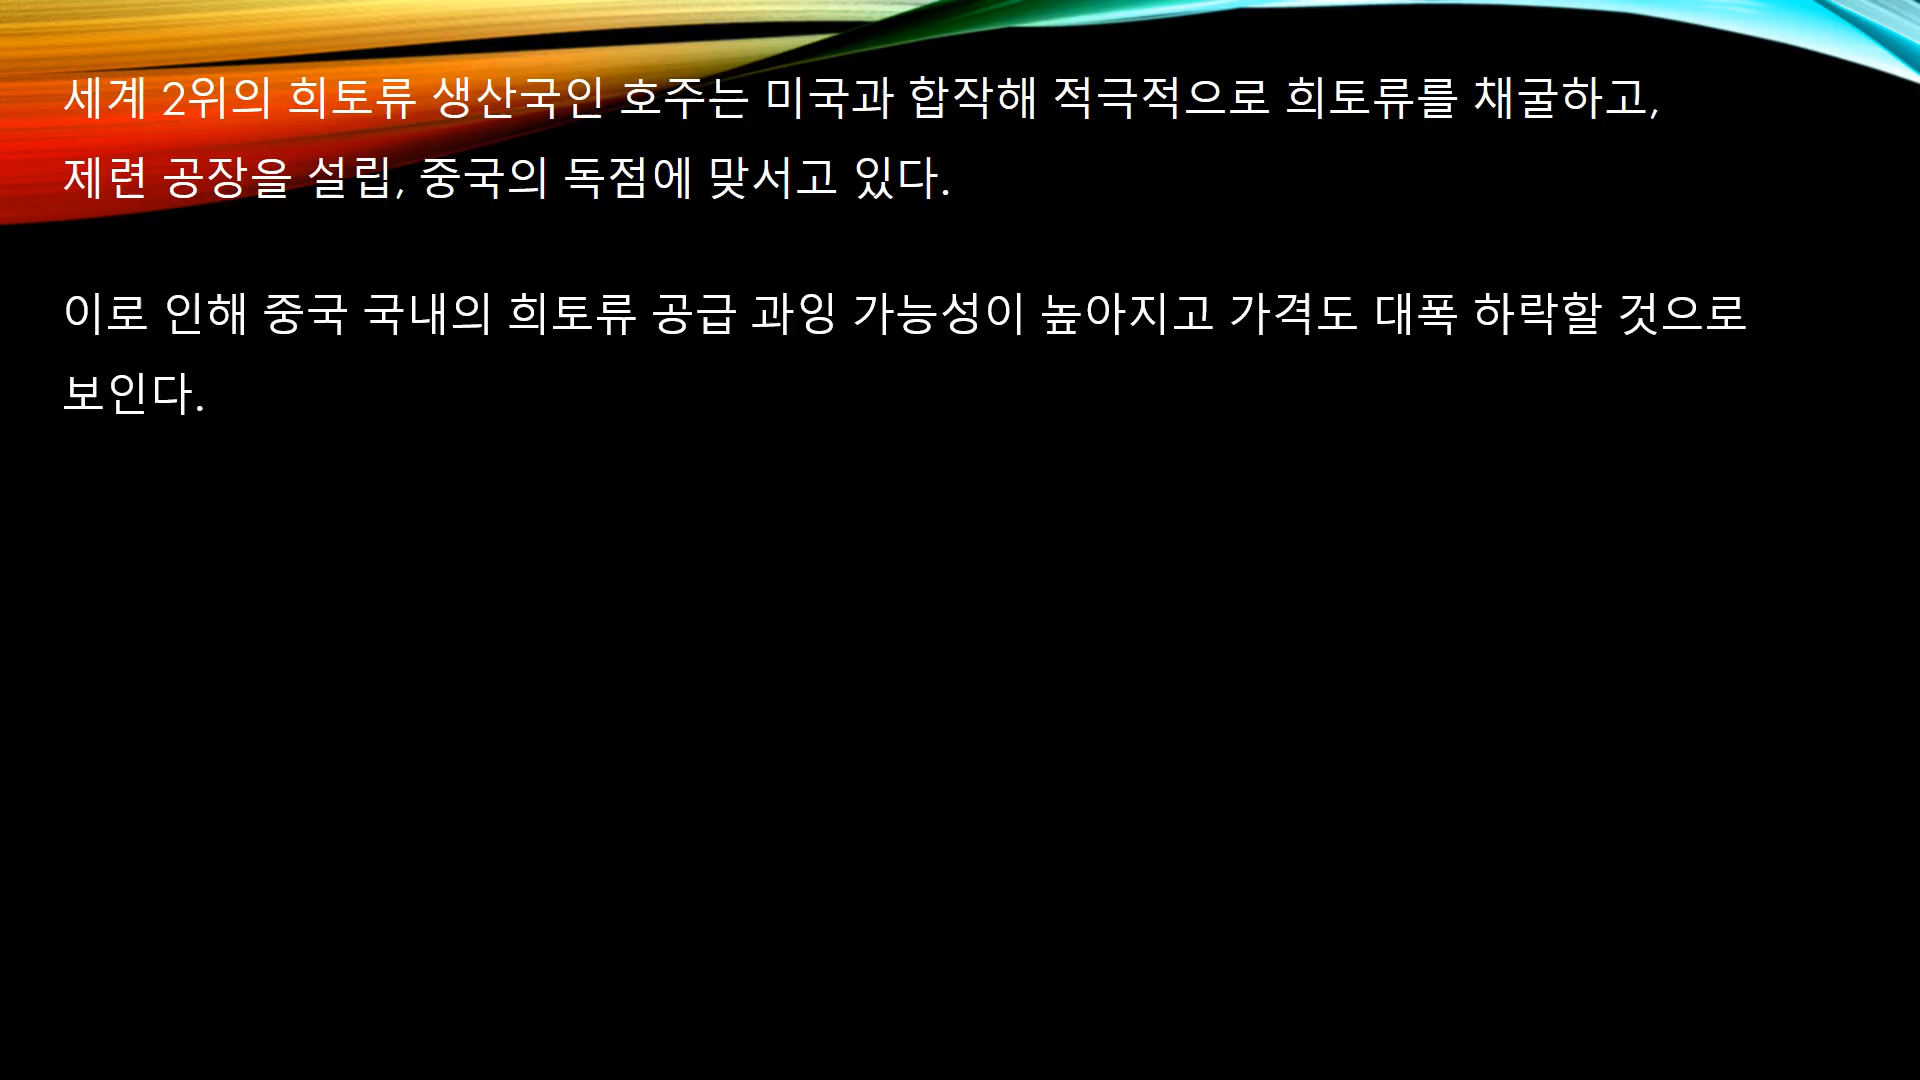 세계 2위의 희토류 생산국인 호주는 미국과 합작해 적극적으로 희토류를 채굴하고,
제련 공장을 설립, 중국의 독점에 맞서고 있다.
이로 인해 중국 국내의 희토류 공급 과잉 가능성이 높아지고 가격도 대폭 하락할 것으로
보인다.